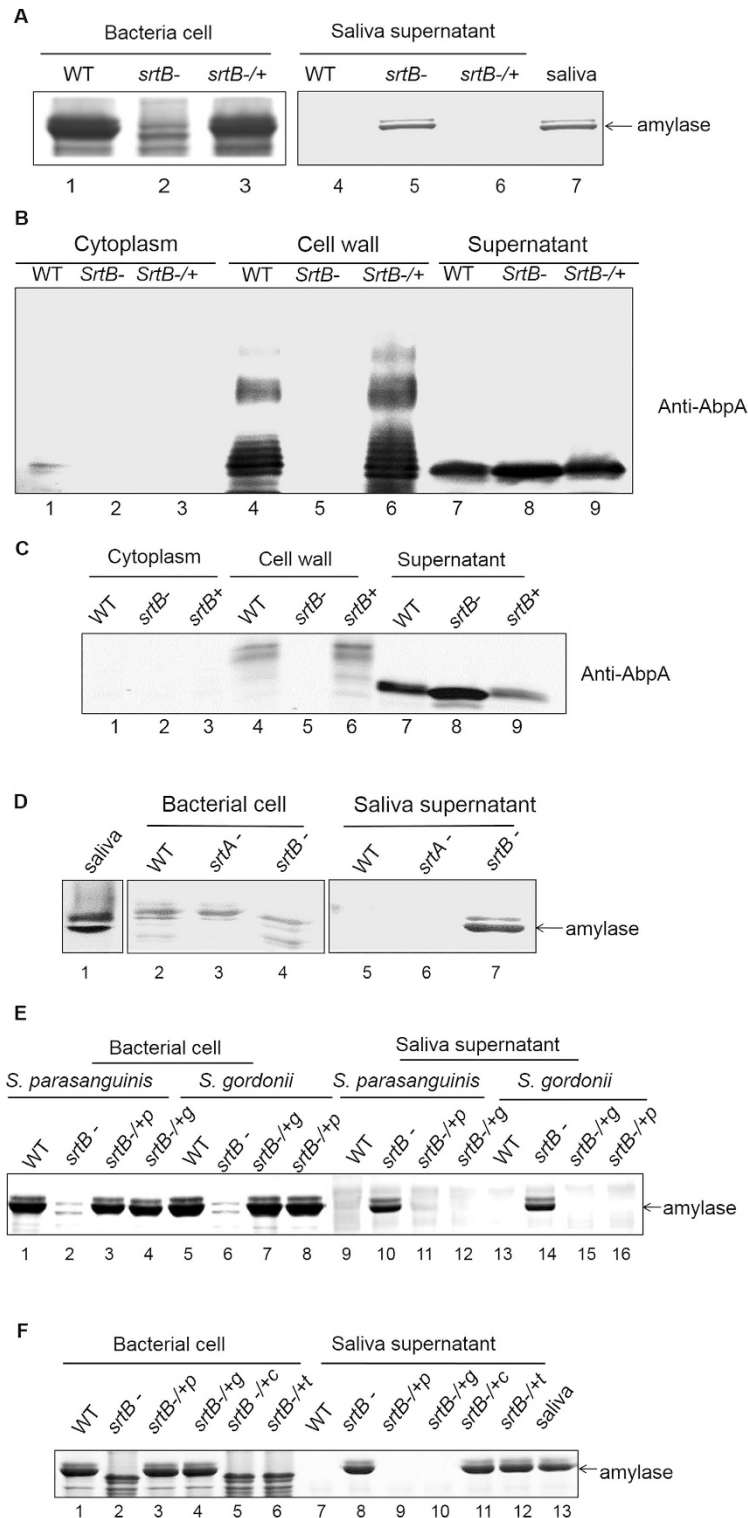 A
Bacteria cell Saliva supernatant
WT srtB- srtB-/+ WT srtB- srtB-/+ saliva
amylase
1 2 3 4 5 6 7
B
Cytoplasm Cell wall Supernatant
WT SrtB- SrtB-/+ WT SrtB- SrtB-/+ WT SrtB- SrtB-/+
Anti-AbpA
1 2 3 4 5 6 7 8 9
C
Cytoplasm Cell wall Supernatant
WT srtB- srtB+ WT srtB- srtB+ WT srtB- srtB+
Anti-AbpA
1 2 3 4 5 6 7 8 9
D
Bacterial cell Saliva supernatant
saliva WT srtA- srtB- WT srtA- srtB-
amylase
1 2 3 4 5 6 7
E
Bacterial cell Saliva supernatant
S. parasanguinis S. gordonii S. parasanguinis S. gordonii
WT srtB- srtB-/+p srtB-/+g WT srtB- srtB-/+g srtB-/+p WT srtB- srtB-/+p srtB-/+g WT srtB- srtB-/+g srtB-/+p
amylase
1 2 3 4 5 6 7 8 9 10 11 12 13 14 15 16
F
Bacterial cell Saliva supernatant
WT srtB- srtB-/+p srtB-/+g srtB-/+c srtB-/+t WT srtB- srtB-/+p srtB-/+g srtB-/+c srtB-/+t saliva
amylase
1 2 3 4 5 6 7 8 9 10 11 12 13